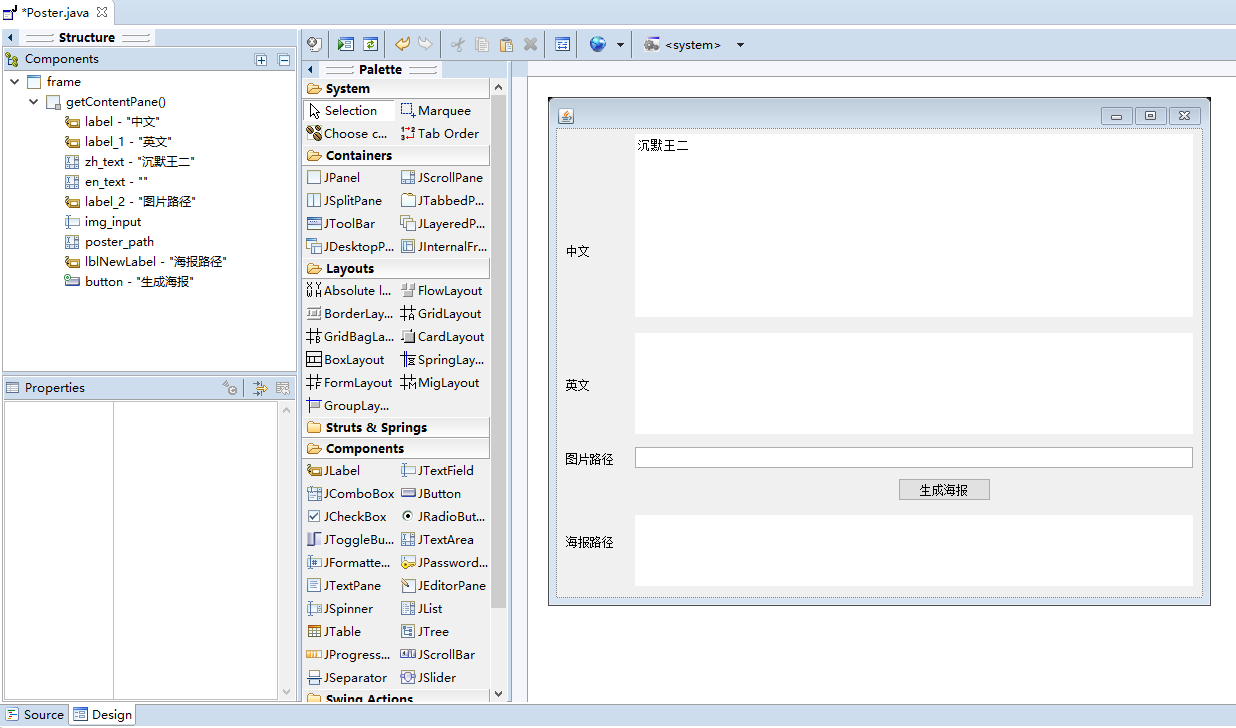 *Poster.java
Structure
Components
frame
getContentPane()
label - "中文"
label_1 - "英文"
zh_text - "沉默王二"
en_text - ""
label_2 - "图片路径"
img_input
poster_path
lblNewLabel - "海报路径"
button - "生成海报"
Properties
<system>
Palette
System
Selection Marquee
Choose c... Tab Order
Containers
JPanel JScrollPane
JSplitPane JTabbedP...
JToolBar JLayeredP...
JDesktopP... JInternalFr...
Layouts
Absolute l... FlowLayout
BorderLay... GridLayout
GridBagLa... CardLayout
BoxLayout SpringLay...
FormLayout MigLayout
GroupLay...
Struts & Springs
Components
JLabel JTextField
JComboBox JButton
JCheckBox JRadioBut...
JToggleBu... JTextArea
JFormatte... JPassword...
JTextPane JEditorPane
JSpinner JList
JTable JTree
JProgress... JScrollBar
JSeparator JSlider
Swing Actions
沉默王二
中文
英文
图片路径
生成海报
海报路径
Source Design